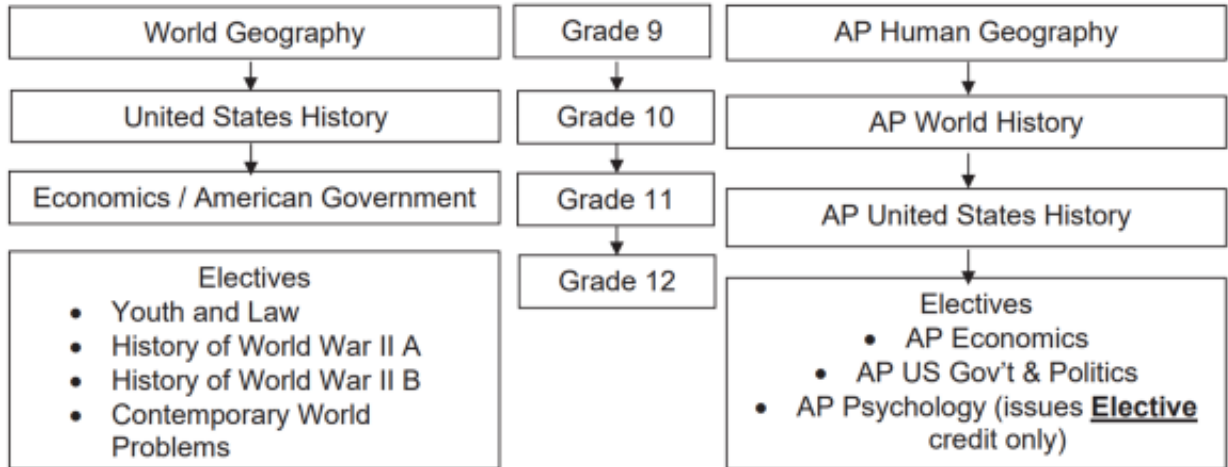 World Geography
Grade 9
AP Human Geography
United States History
Grade 10
AP World History
Economics / American Government
Grade 11
AP United States History
Grade 12
Electives
• Youth and Law
• History of World War II A
• History of World War II B
• Contemporary World
Problems
Electives
• AP Economics
• AP US Gov't & Politics
• AP Psychology (issues Elective
credit only)